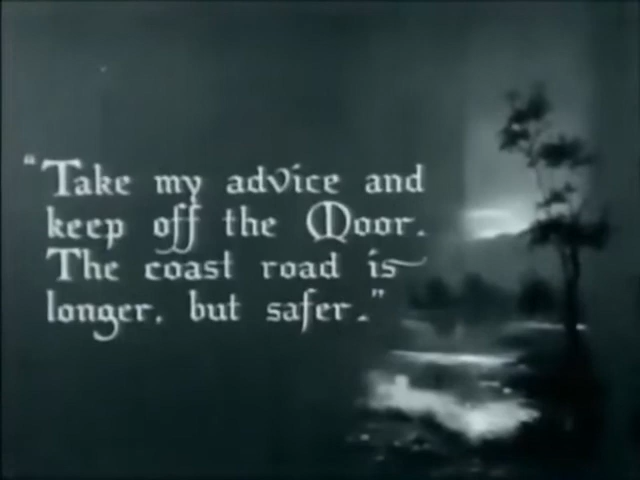 "Take my advice and
keep off the Moor.
The coast road is
longer, but safer."